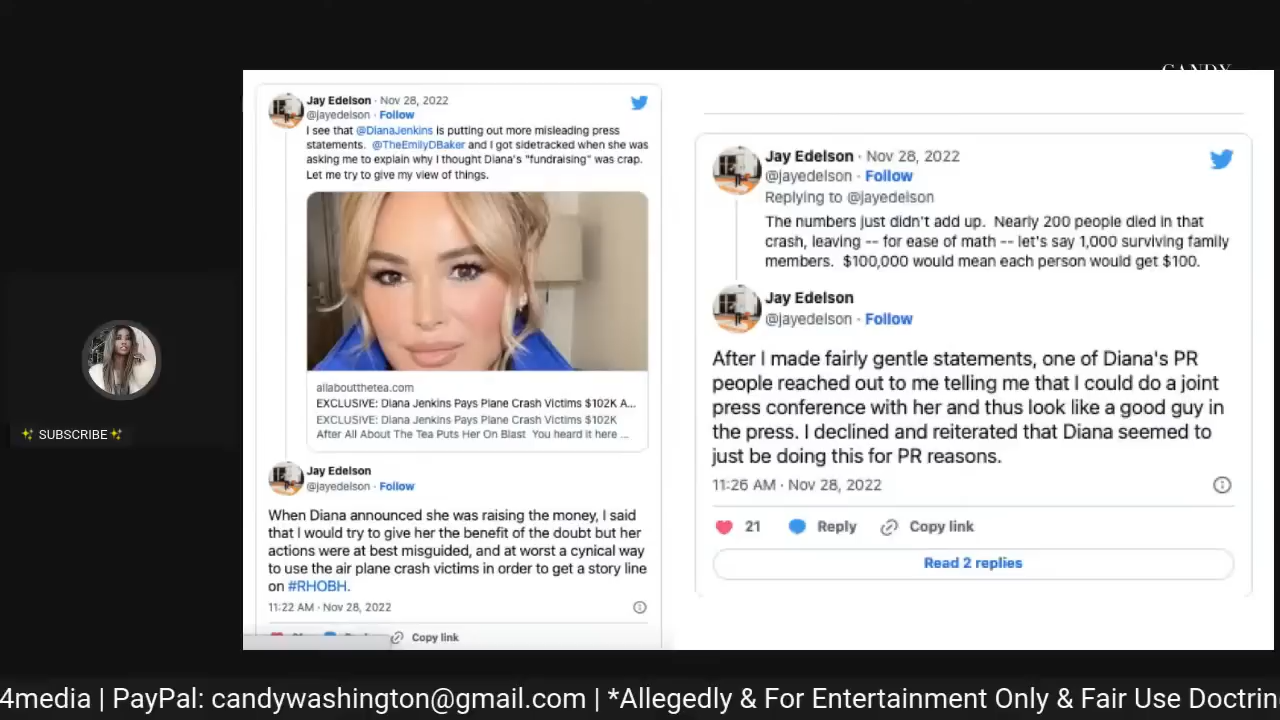 CANDY
Jay Edelson · Nov 28, 2022
@jayedelson · Follow
I see that @DianaJenkins is putting out more misleading press
statements. @TheEmilyDBaker and I got sidetracked when she was
asking me to explain why I thought Diana's "fundraising" was crap.
Let me try to give my view of things.
allaboutthetea.com
EXCLUSIVE: Diana Jenkins Pays Plane Crash Victims $102K A...
EXCLUSIVE: Diana Jenkins Pays Plane Crash Victims $102K
After All About The Tea Puts Her On Blast  You heard it here ...
Jay Edelson
@jayedelson · Follow
When Diana announced she was raising the money, I said
that I would try to give her the benefit of the doubt but her
actions were at best misguided, and at worst a cynical way
to use the air plane crash victims in order to get a story line
on #RHOBH.
11:22 AM · Nov 28, 2022
Copy link
Jay Edelson · Nov 28, 2022
@jayedelson · Follow
Replying to @jayedelson
The numbers just didn't add up.  Nearly 200 people died in that
crash, leaving -- for ease of math -- let's say 1,000 surviving family
members.  $100,000 would mean each person would get $100.
Jay Edelson
@jayedelson · Follow
After I made fairly gentle statements, one of Diana's PR
people reached out to me telling me that I could do a joint
press conference with her and thus look like a good guy in
the press. I declined and reiterated that Diana seemed to
just be doing this for PR reasons.
11:26 AM · Nov 28, 2022
21 Reply Copy link
Read 2 replies
✨ SUBSCRIBE ✨
4media | PayPal: candywashington@gmail.com | *Allegedly & For Entertainment Only & Fair Use Doctrin